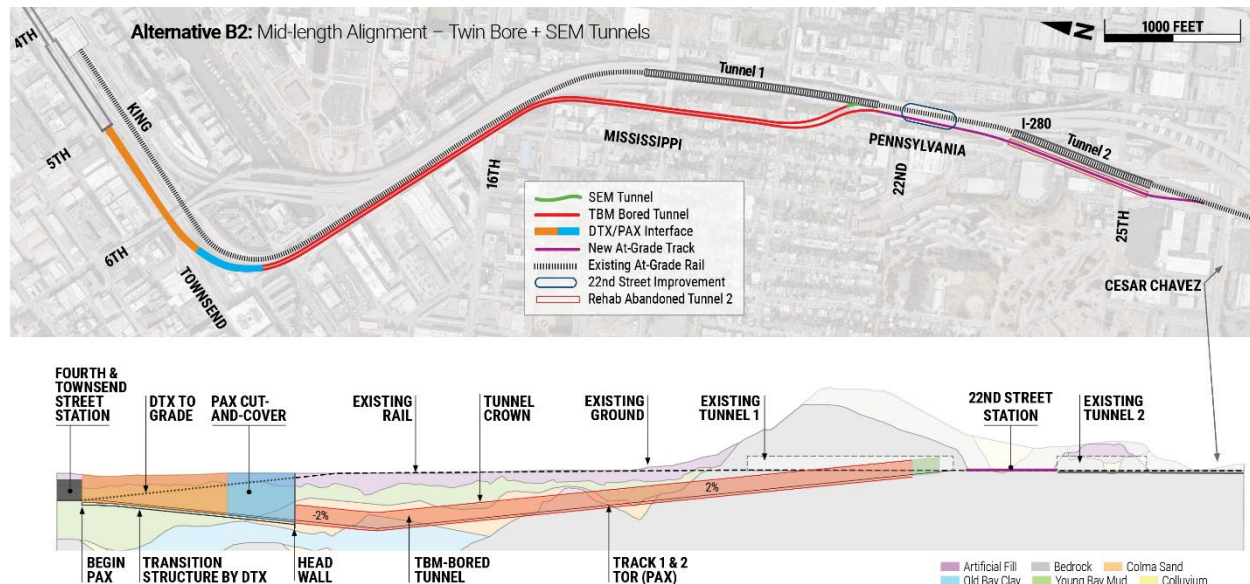 Alternative B2: Mid-length Alignment – Twin Bore + SEM Tunnels
N
1000 FEET
4TH
KING
5TH
6TH
TOWNSEND
16TH
MISSISSIPPI
Tunnel 1
PENNSYLVANIA
22ND
I-280
Tunnel 2
25TH
CESAR CHAVEZ
SEM Tunnel
TBM Bored Tunnel
DTX/PAX Interface
New At-Grade Track
Existing At-Grade Rail
22nd Street Improvement
Rehab Abandoned Tunnel 2
FOURTH &
TOWNSEND
STREET
STATION
DTX TO
GRADE
PAX CUT-
AND-COVER
EXISTING
RAIL
TUNNEL
CROWN
EXISTING
GROUND
EXISTING
TUNNEL 1
22ND STREET
STATION
EXISTING
TUNNEL 2
-2%
2%
BEGIN
PAX
TRANSITION
STRUCTURE BY DTX
HEAD
WALL
TBM-BORED
TUNNEL
TRACK 1 & 2
TOR (PAX)
Artificial Fill
Bedrock
Colma Sand
Old Bay Clay
Young Bay Mud
Colluvium